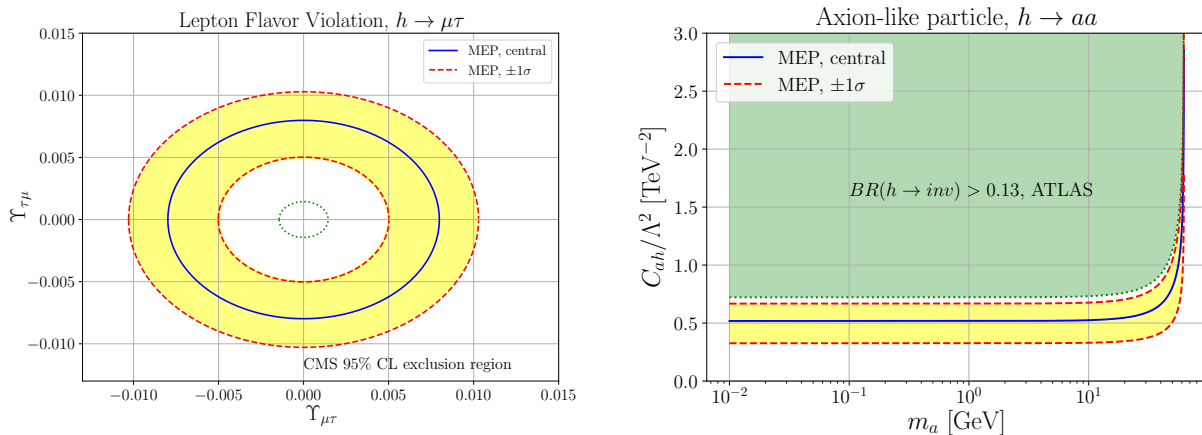 Lepton Flavor Violation, h → μτ
MEP, central
MEP, ±1σ
0.015
0.010
0.005
0.000
−0.005
−0.010
Υτμ
CMS 95% CL exclusion region
−0.010
−0.005
0.000
0.005
0.010
0.015
Υμτ
Axion-like particle, h → aa
MEP, central
MEP, ±1σ
3.0
2.5
2.0
1.5
1.0
0.5
0.0
C_{ah}/Λ² [TeV⁻²]
BR(h → inv) > 0.13, ATLAS
10⁻²
10⁻¹
10⁰
10¹
m_a [GeV]